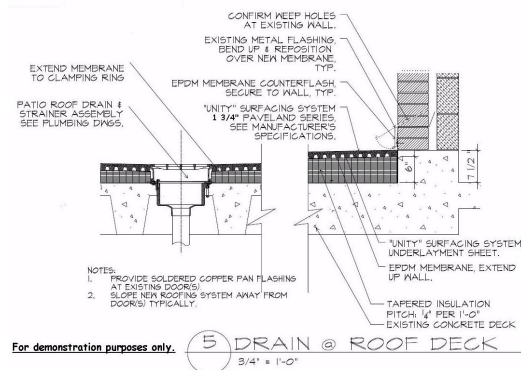 CONFIRM WEEP HOLES
AT EXISTING WALL.
EXISTING METAL FLASHING,
BEND UP & REPOSITION
OVER NEW MEMBRANE,
TYP.
EPDM MEMBRANE COUNTERFLASH,
SECURE TO WALL, TYP.
"UNITY" SURFACING SYSTEM
1 3/4" PAVELAND SERIES,
SEE MANUFACTURER'S
SPECIFICATIONS.
EXTEND MEMBRANE
TO CLAMPING RING
PATIO ROOF DRAIN &
STRAINER ASSEMBLY
SEE PLUMBING DWGS.
6"
7 1/2"
"UNITY" SURFACING SYSTEM
UNDERLAYMENT SHEET.
EPDM MEMBRANE, EXTEND
UP WALL.
TAPERED INSULATION
PITCH: 1/4" PER 1'-0"
EXISTING CONCRETE DECK
NOTES:
1. PROVIDE SOLDERED COPPER PAN FLASHING
AT EXISTING DOOR(S).
2. SLOPE NEW ROOFING SYSTEM AWAY FROM
DOOR(S) TYPICALLY.
For demonstration purposes only.
5 DRAIN @ ROOF DECK
3/4" = 1'-0"